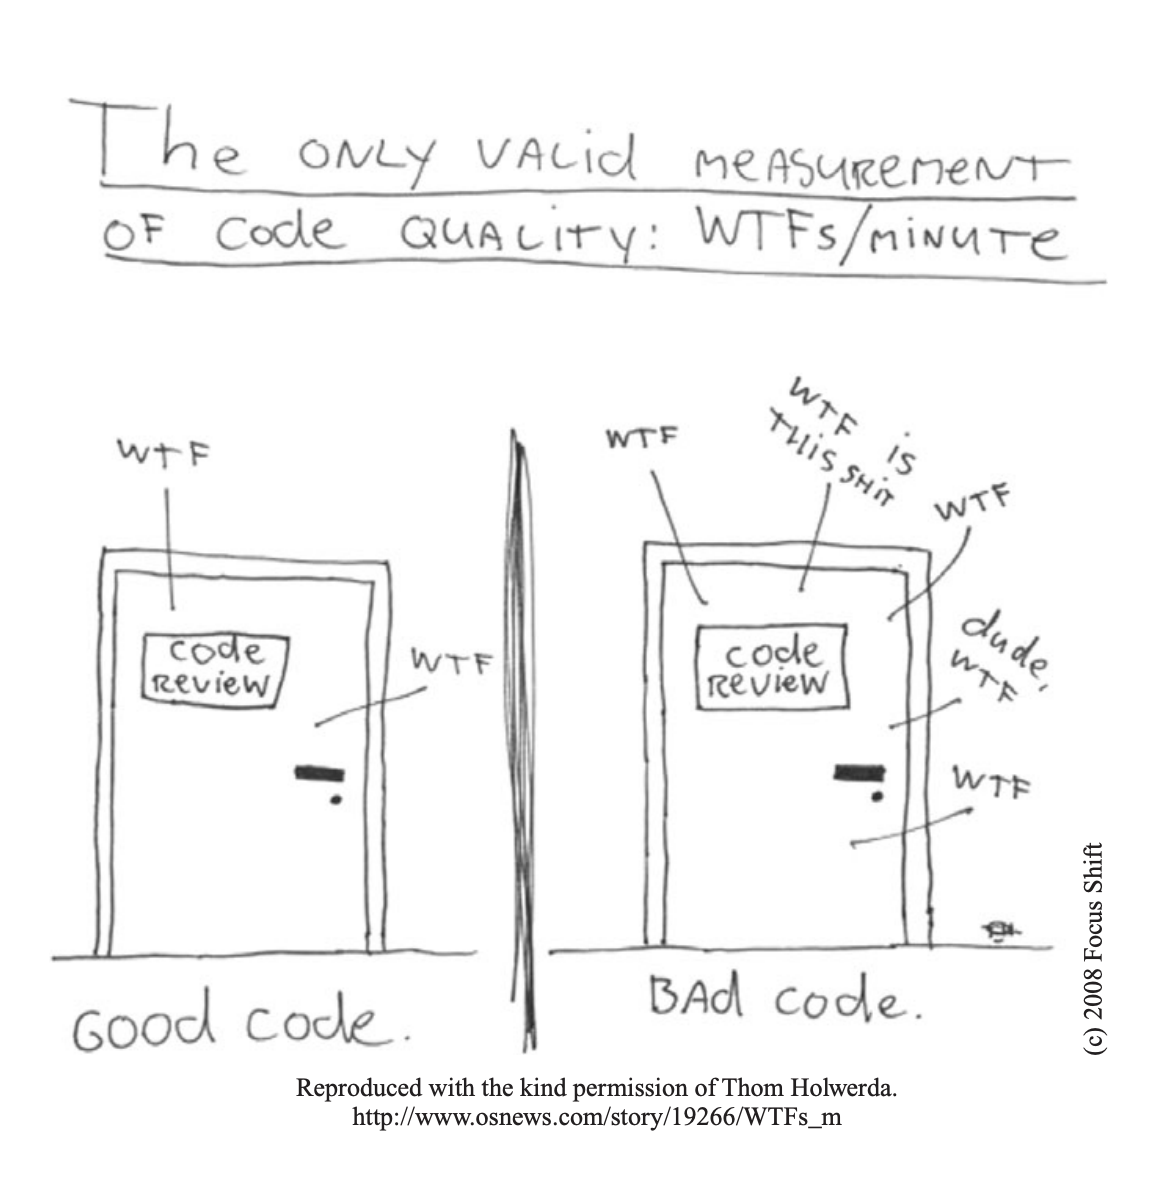 The ONLY VALid MEASUREMENT
OF Code QUALITY: WTFs/MINUTE
WTF
Code
REVIEW
WTF
GOOD Code.
WTF
WTF is
THiS SHiT
WTF
dude,
WTF
code
REVIEW
WTF
BAd code.
(c) 2008 Focus Shift
Reproduced with the kind permission of Thom Holwerda.
http://www.osnews.com/story/19266/WTFs_m